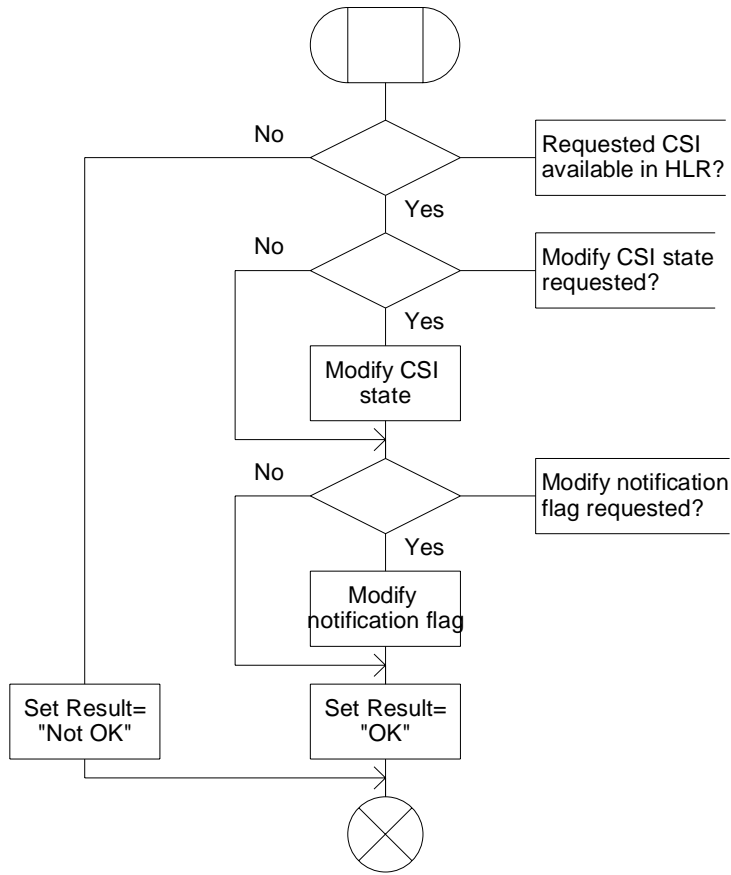 No
Requested CSI
available in HLR?
Yes
No
Modify CSI state
requested?
Yes
Modify CSI
state
No
Modify notification
flag requested?
Yes
Modify
notification flag
Set Result=
"Not OK"
Set Result=
"OK"